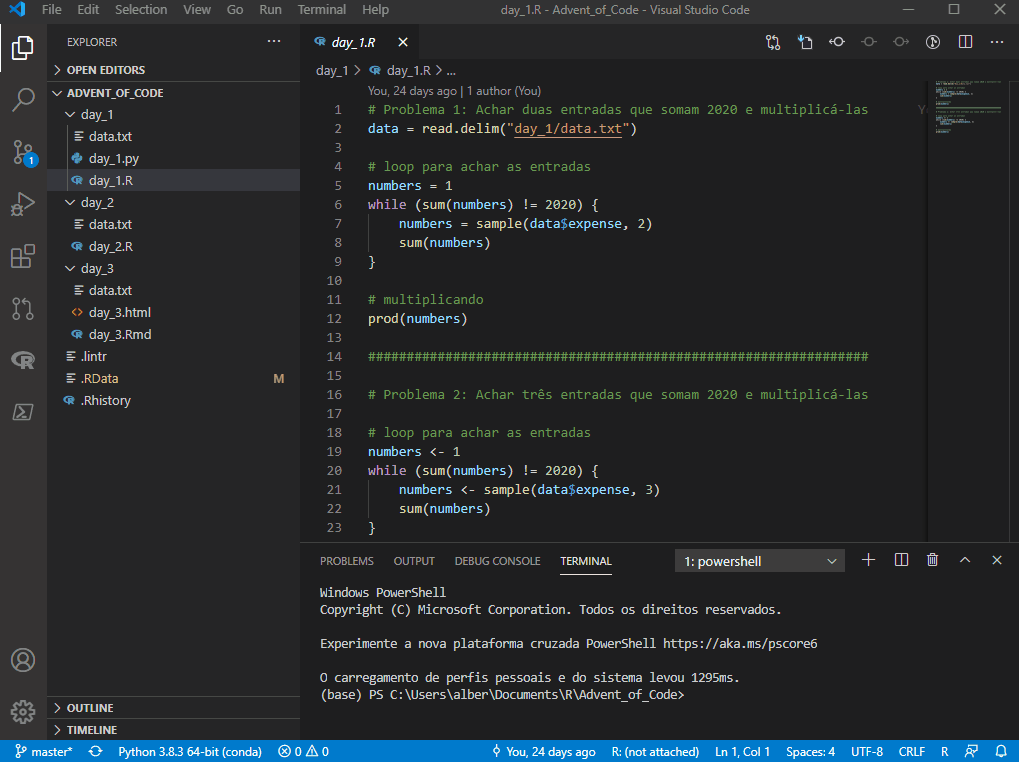 File Edit Selection View Go Run Terminal Help day_1.R - Advent_of_Code - Visual Studio Code
EXPLORER
OPEN EDITORS
ADVENT_OF_CODE
day_1
data.txt
day_1.py
day_1.R
day_2
data.txt
day_2.R
day_3
data.txt
day_3.html
day_3.Rmd
.lintr
.RData M
.Rhistory
OUTLINE
TIMELINE
1
day_1.R
day_1 > day_1.R > ...
You, 24 days ago | 1 author (You)
1 # Problema 1: Achar duas entradas que somam 2020 e multiplicá-las
2 data = read.delim("day_1/data.txt")
3
4 # loop para achar as entradas
5 numbers = 1
6 while (sum(numbers) != 2020) {
7 numbers = sample(data$expense, 2)
8 sum(numbers)
9 }
10
11 # multiplicando
12 prod(numbers)
13
14 #################################################################
15
16 # Problema 2: Achar três entradas que somam 2020 e multiplicá-las
17
18 # loop para achar as entradas
19 numbers <- 1
20 while (sum(numbers) != 2020) {
21 numbers <- sample(data$expense, 3)
22 sum(numbers)
23 }
PROBLEMS OUTPUT DEBUG CONSOLE TERMINAL 1: powershell
Windows PowerShell
Copyright (C) Microsoft Corporation. Todos os direitos reservados.
Experimente a nova plataforma cruzada PowerShell https://aka.ms/pscore6
O carregamento de perfis pessoais e do sistema levou 1295ms.
(base) PS C:\Users\alber\Documents\R\Advent_of_Code>
master* Python 3.8.3 64-bit (conda) 0 0 You, 24 days ago R: (not attached) Ln 1, Col 1 Spaces: 4 UTF-8 CRLF R